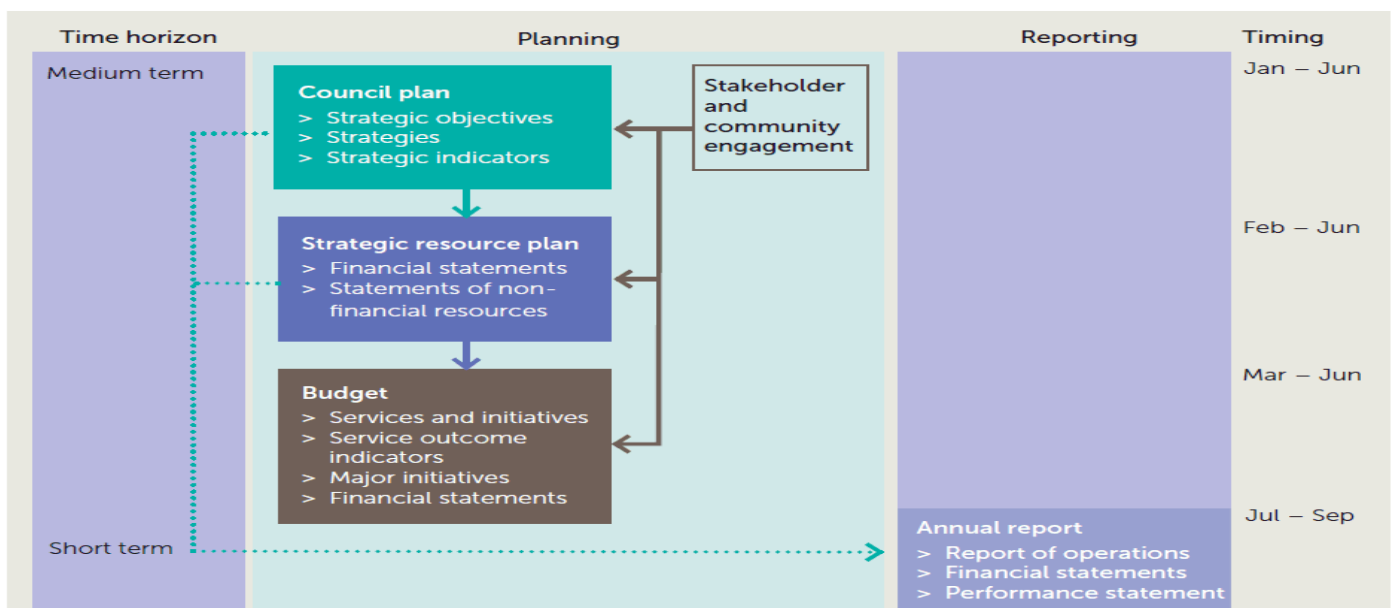 Time horizon
Planning
Reporting
Timing
Medium term
Jan – Jun
Council plan
> Strategic objectives
> Strategies
> Strategic indicators
Stakeholder
and
community
engagement
Strategic resource plan
> Financial statements
> Statements of non-
financial resources
Feb – Jun
Budget
> Services and initiatives
> Service outcome
indicators
> Major initiatives
> Financial statements
Mar – Jun
Short term
Annual report
> Report of operations
> Financial statements
> Performance statement
Jul – Sep